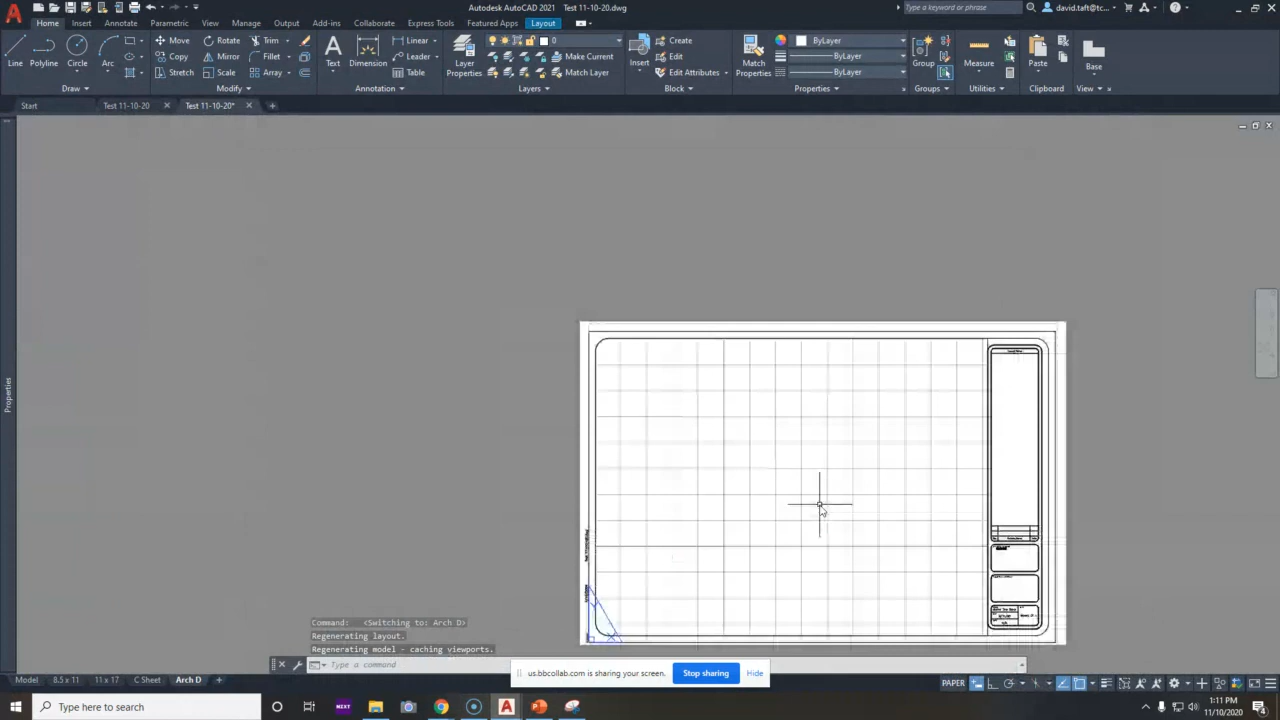 Autodesk AutoCAD 2021 Test 11-10-20.dwg
Type a keyword or phrase
david.taft@tc...
Home Insert Annotate Parametric View Manage Output Add-ins Collaborate Express Tools Featured Apps Layout
Line Polyline Circle Arc
Move Rotate Trim
Copy Mirror Fillet
Stretch Scale Array
Text Dimension
Linear
Leader
Table
Layer Properties
0
Make Current
Match Layer
Insert
Create
Edit
Edit Attributes
Match Properties
ByLayer
ByLayer
ByLayer
Group
Measure
Paste
Base
Draw Modify Annotation Layers Block Properties Groups Utilities Clipboard View
Start Test 11-10-20 Test 11-10-20*
Properties
Y
X
Command: <Switching to: Arch D>
Regenerating layout.
Regenerating model - caching viewports.
Type a command
us.bbcollab.com is sharing your screen. Stop sharing Hide
Model 8.5 x 11 11 x 17 C Sheet Arch D
PAPER
Type here to search
NEXT
1:11 PM
11/10/2020